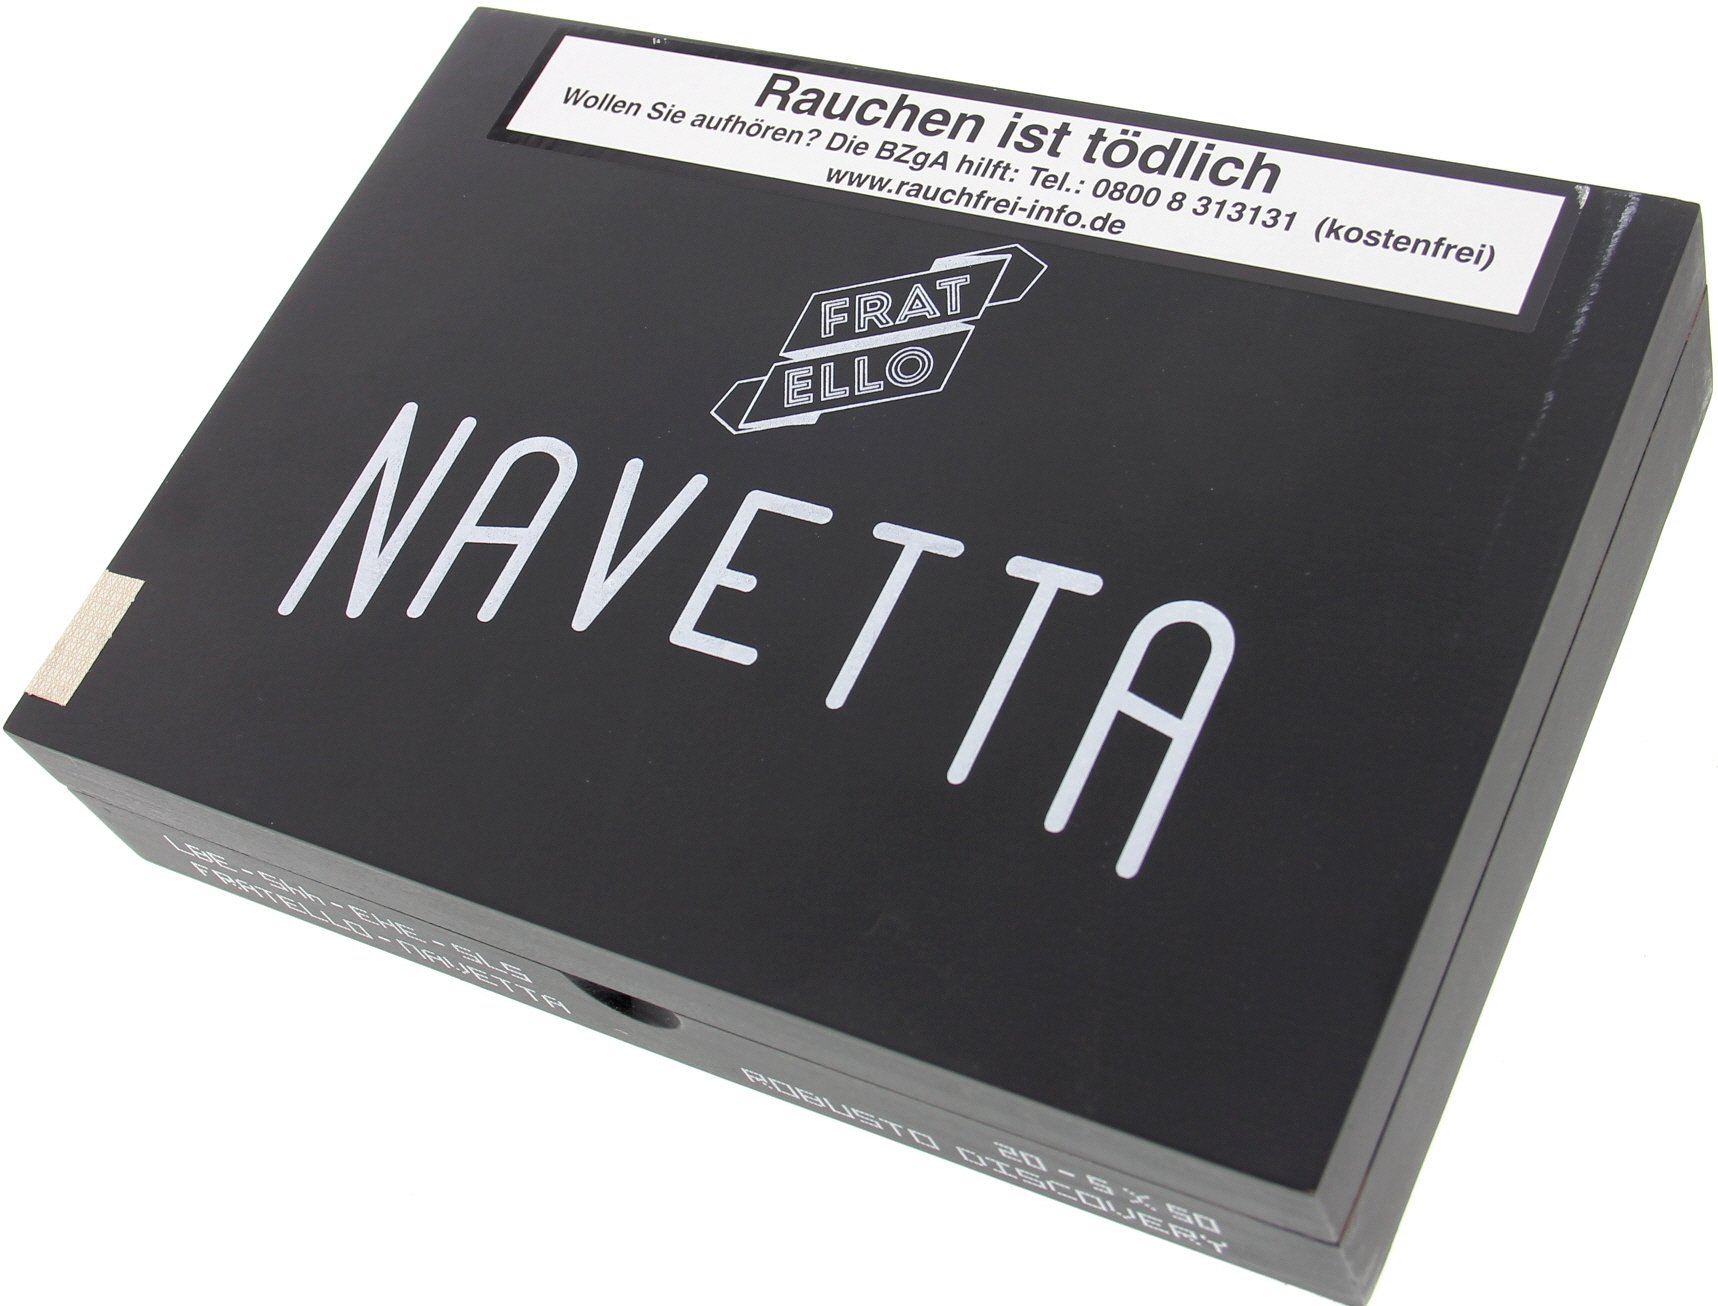 Rauchen ist tödlich
Wollen Sie aufhören? Die BZgA hilft: Tel.: 0800 8 313131 (kostenfrei)
www.rauchfrei-info.de
FRAT
ELLO
NAVETTA
FRATELLO-NAVETTA
20 - 5 X 50
ROBUSTO DISCOVERY